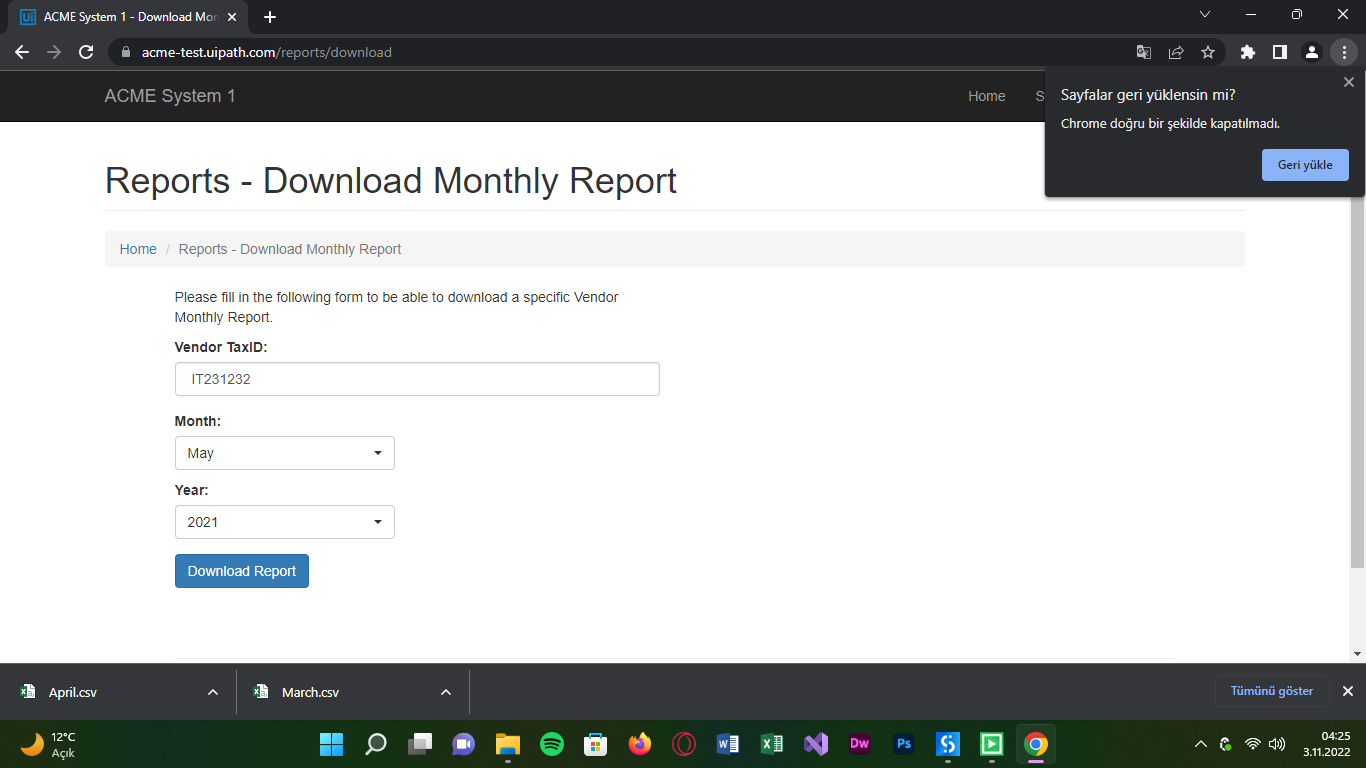 ACME System 1 - Download Mon
acme-test.uipath.com/reports/download
ACME System 1
Home
S
Sayfalar geri yüklensin mi?
Chrome doğru bir şekilde kapatılmadı.
Geri yükle
Reports - Download Monthly Report
Home / Reports - Download Monthly Report
Please fill in the following form to be able to download a specific Vendor
Monthly Report.
Vendor TaxID:
IT231232
Month:
May
Year:
2021
Download Report
April.csv
March.csv
Tümünü göster
12°C
Açık
04:25
3.11.2022